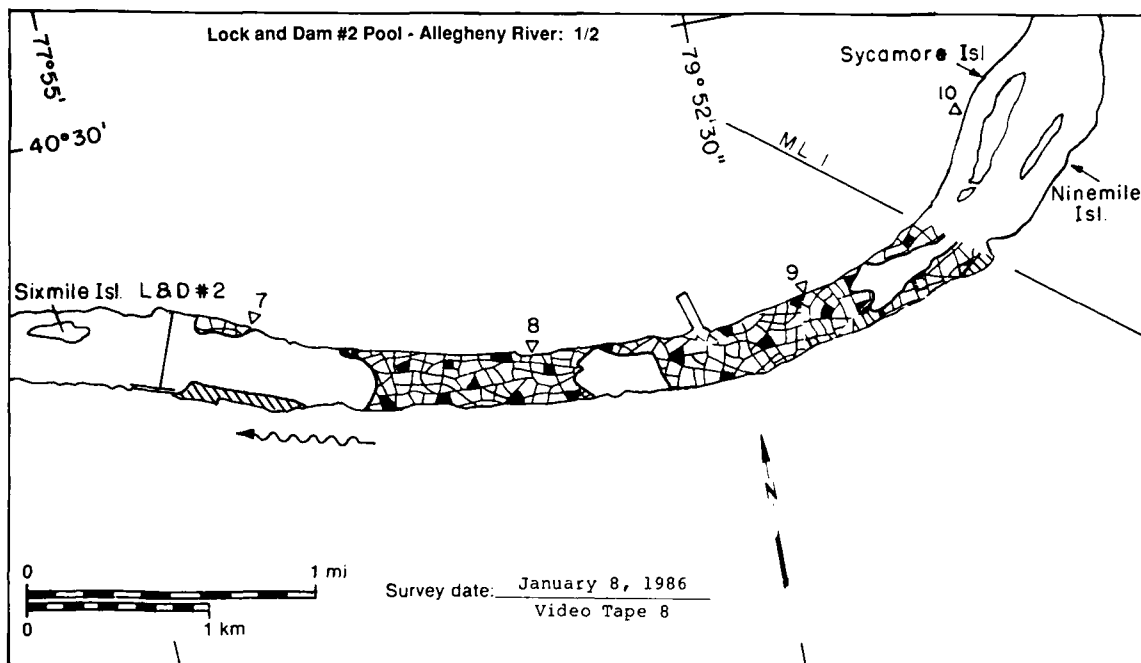 Lock and Dam #2 Pool - Allegheny River: 1/2
77°55'
40°30'
79°52'30"
ML 1
Sycamore Isl
10
Ninemile
Isl.
Sixmile Isl. L&D #2
7
8
9
N
0 1 mi
0 1 km
Survey date: January 8, 1986
Video Tape 8